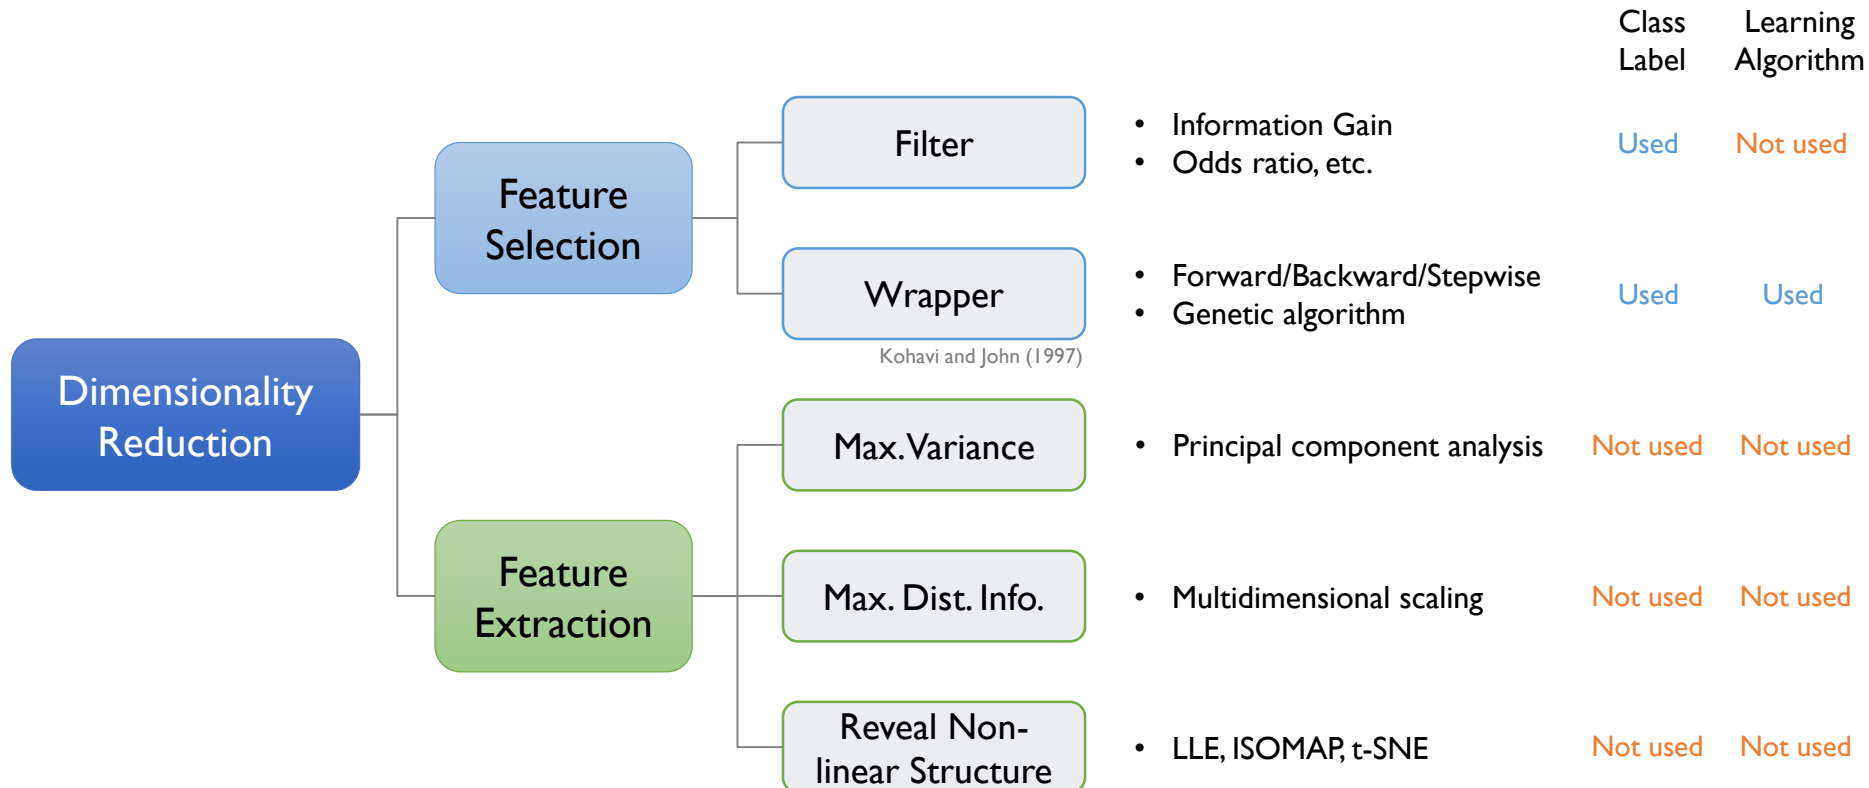 Class Learning
Label Algorithm
Filter
• Information Gain
• Odds ratio, etc.
Used Not used
Feature
Selection
Wrapper
• Forward/Backward/Stepwise
• Genetic algorithm
Used Used
Kohavi and John (1997)
Dimensionality
Reduction
Max. Variance
• Principal component analysis
Not used Not used
Feature
Extraction
Max. Dist. Info.
• Multidimensional scaling
Not used Not used
Reveal Non-
linear Structure
• LLE, ISOMAP, t-SNE
Not used Not used